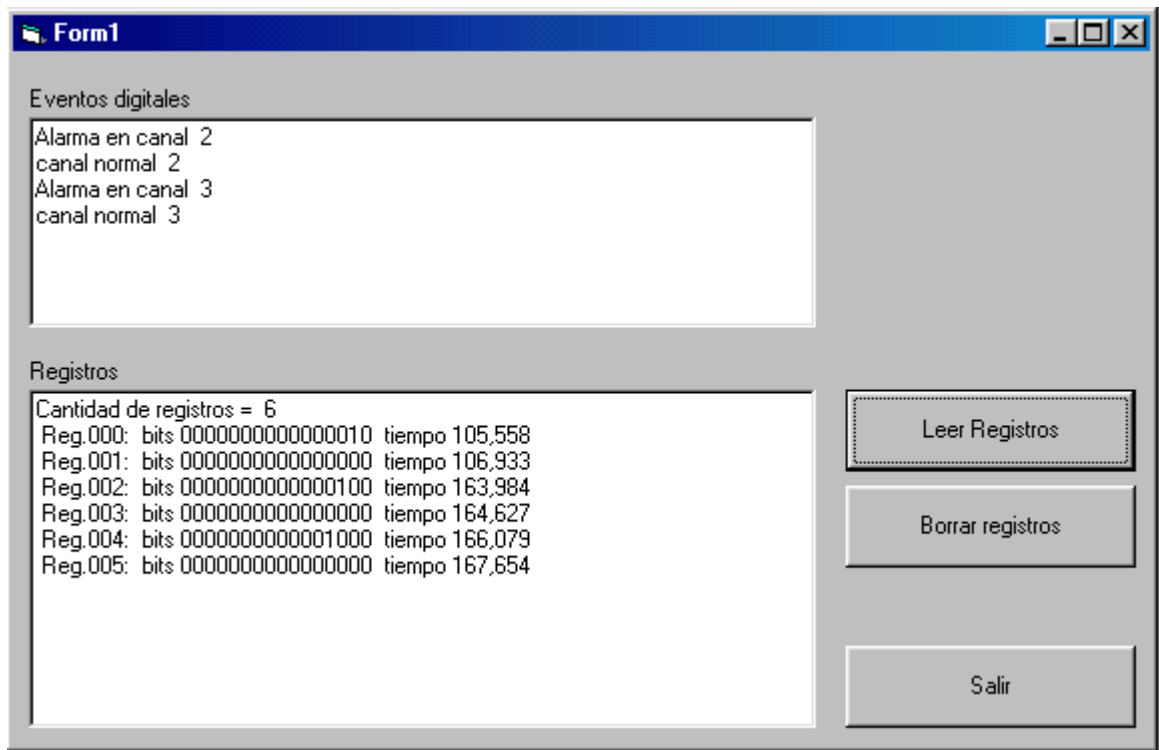 Form1
Eventos digitales
Alarma en canal  2
canal normal  2
Alarma en canal  3
canal normal  3
Registros
Cantidad de registros =  6
Reg.000:  bits 0000000000000010  tiempo 105,558
Reg.001:  bits 0000000000000000  tiempo 106,933
Reg.002:  bits 0000000000000100  tiempo 163,984
Reg.003:  bits 0000000000000000  tiempo 164,627
Reg.004:  bits 0000000000001000  tiempo 166,079
Reg.005:  bits 0000000000000000  tiempo 167,654
Leer Registros
Borrar registros
Salir